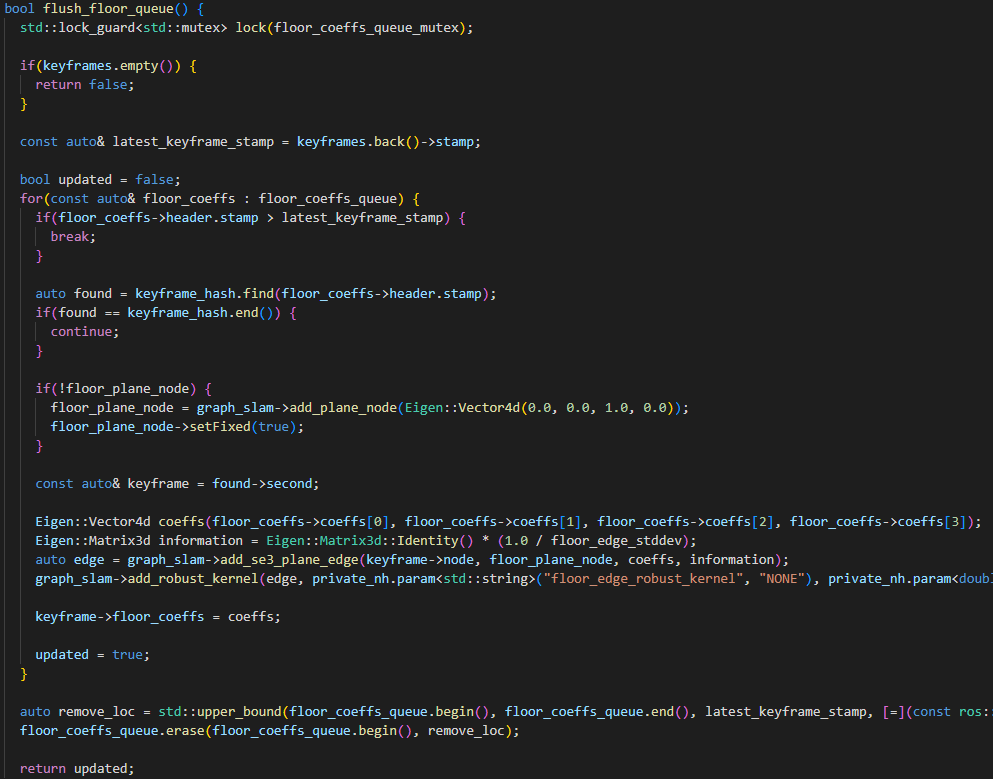 bool flush_floor_queue() {
  std::lock_guard<std::mutex> lock(floor_coeffs_queue_mutex);

  if(keyframes.empty()) {
    return false;
  }

  const auto& latest_keyframe_stamp = keyframes.back()->stamp;

  bool updated = false;
  for(const auto& floor_coeffs : floor_coeffs_queue) {
    if(floor_coeffs->header.stamp > latest_keyframe_stamp) {
      break;
    }

    auto found = keyframe_hash.find(floor_coeffs->header.stamp);
    if(found == keyframe_hash.end()) {
      continue;
    }

    if(!floor_plane_node) {
      floor_plane_node = graph_slam->add_plane_node(Eigen::Vector4d(0.0, 0.0, 1.0, 0.0));
      floor_plane_node->setFixed(true);
    }

    const auto& keyframe = found->second;

    Eigen::Vector4d coeffs(floor_coeffs->coeffs[0], floor_coeffs->coeffs[1], floor_coeffs->coeffs[2], floor_coeffs->coeffs[3]);
    Eigen::Matrix3d information = Eigen::Matrix3d::Identity() * (1.0 / floor_edge_stddev);
    auto edge = graph_slam->add_se3_plane_edge(keyframe->node, floor_plane_node, coeffs, information);
    graph_slam->add_robust_kernel(edge, private_nh.param<std::string>("floor_edge_robust_kernel", "NONE"), private_nh.param<doubl

    keyframe->floor_coeffs = coeffs;

    updated = true;
  }

  auto remove_loc = std::upper_bound(floor_coeffs_queue.begin(), floor_coeffs_queue.end(), latest_keyframe_stamp, [=](const ros::
  floor_coeffs_queue.erase(floor_coeffs_queue.begin(), remove_loc);

  return updated;